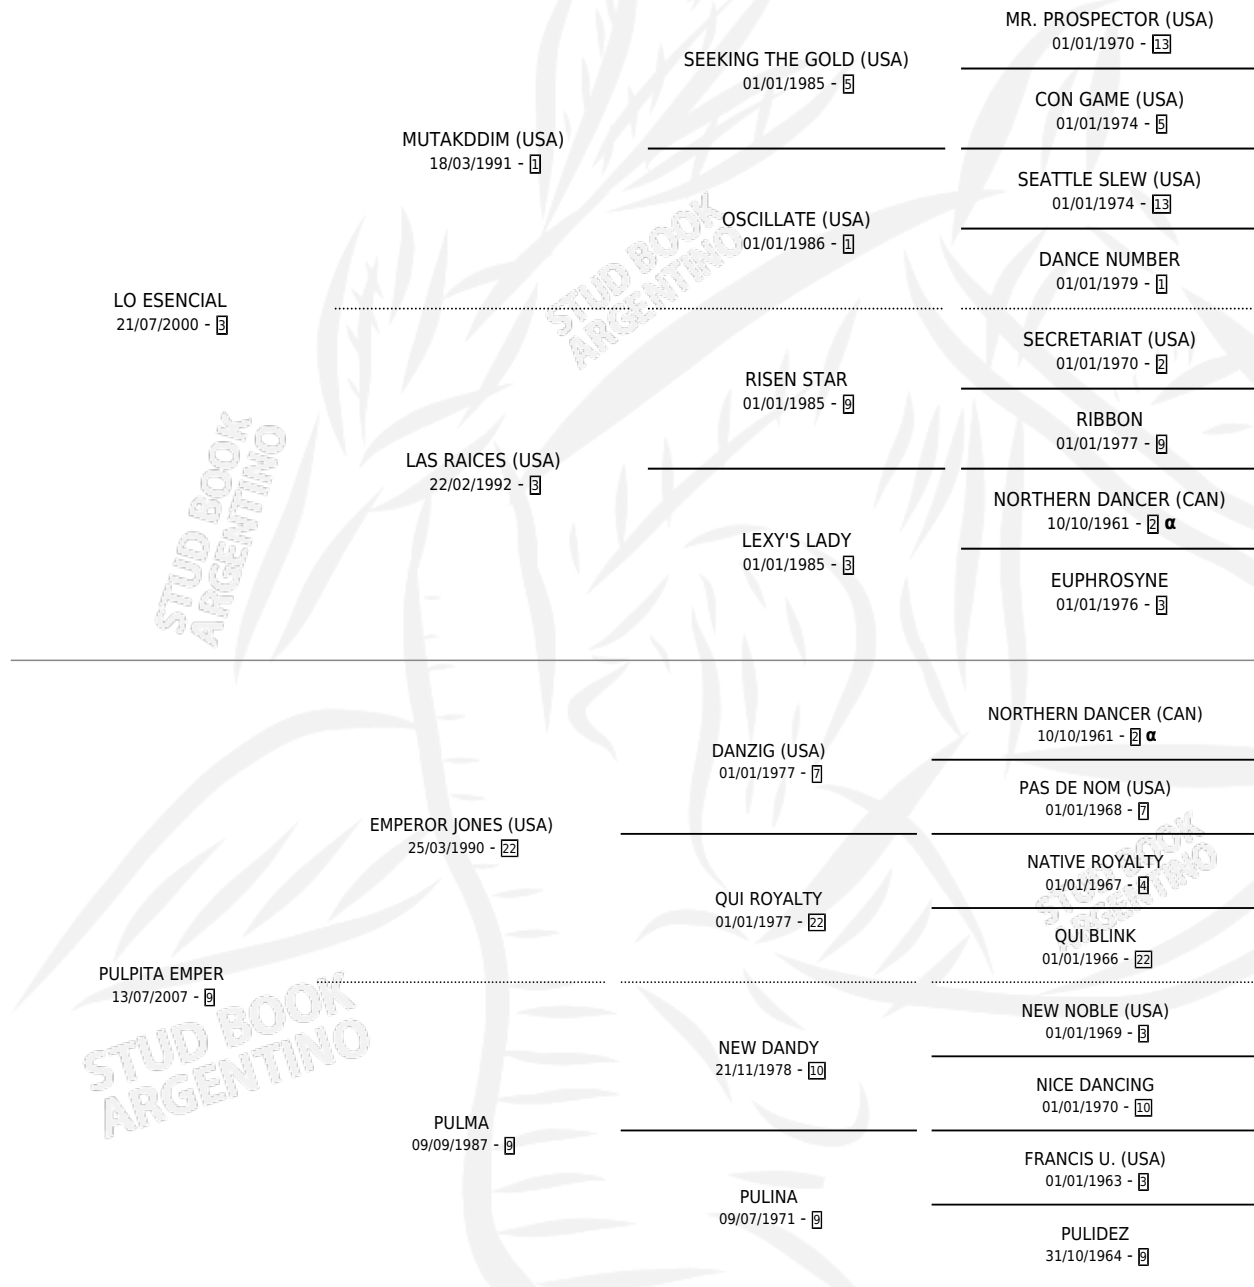 MR. PROSPECTOR (USA)
01/01/1970 - 13
SEEKING THE GOLD (USA)
01/01/1985 - 5
CON GAME (USA)
01/01/1974 - 5
MUTAKDDIM (USA)
18/03/1991 - 1
SEATTLE SLEW (USA)
01/01/1974 - 13
OSCILLATE (USA)
01/01/1986 - 1
DANCE NUMBER
01/01/1979 - 1
LO ESENCIAL
21/07/2000 - 3
SECRETARIAT (USA)
01/01/1970 - 2
RISEN STAR
01/01/1985 - 9
RIBBON
01/01/1977 - 9
LAS RAICES (USA)
22/02/1992 - 3
NORTHERN DANCER (CAN)
10/10/1961 - 2 α
LEXY'S LADY
01/01/1985 - 3
EUPHROSYNE
01/01/1976 - 3
NORTHERN DANCER (CAN)
10/10/1961 - 2 α
DANZIG (USA)
01/01/1977 - 7
PAS DE NOM (USA)
01/01/1968 - 7
EMPEROR JONES (USA)
25/03/1990 - 22
NATIVE ROYALTY
01/01/1967 - 4
QUI ROYALTY
01/01/1977 - 22
QUI BLINK
01/01/1966 - 22
PULPITA EMPER
13/07/2007 - 9
NEW NOBLE (USA)
01/01/1969 - 3
NEW DANDY
21/11/1978 - 10
NICE DANCING
01/01/1970 - 10
PULMA
09/09/1987 - 9
FRANCIS U. (USA)
01/01/1963 - 3
PULINA
09/07/1971 - 9
PULIDEZ
31/10/1964 - 9
STUD BOOK
ARGENTINO
STUD BOOK
ARGENTINO
STUD BOOK
ARGENTINO
STUD BOOK
ARGENTINO